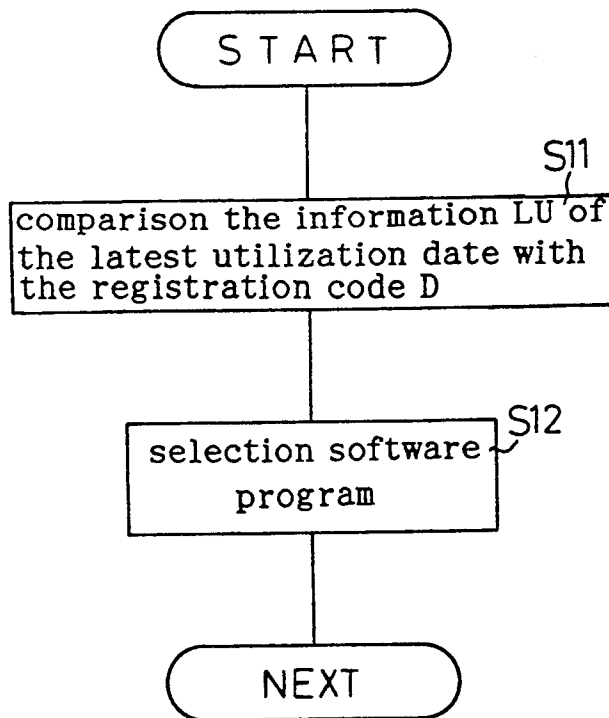 START
S11
comparison the information LU of
the latest utilization date with
the registration code D
S12
selection software
program
NEXT